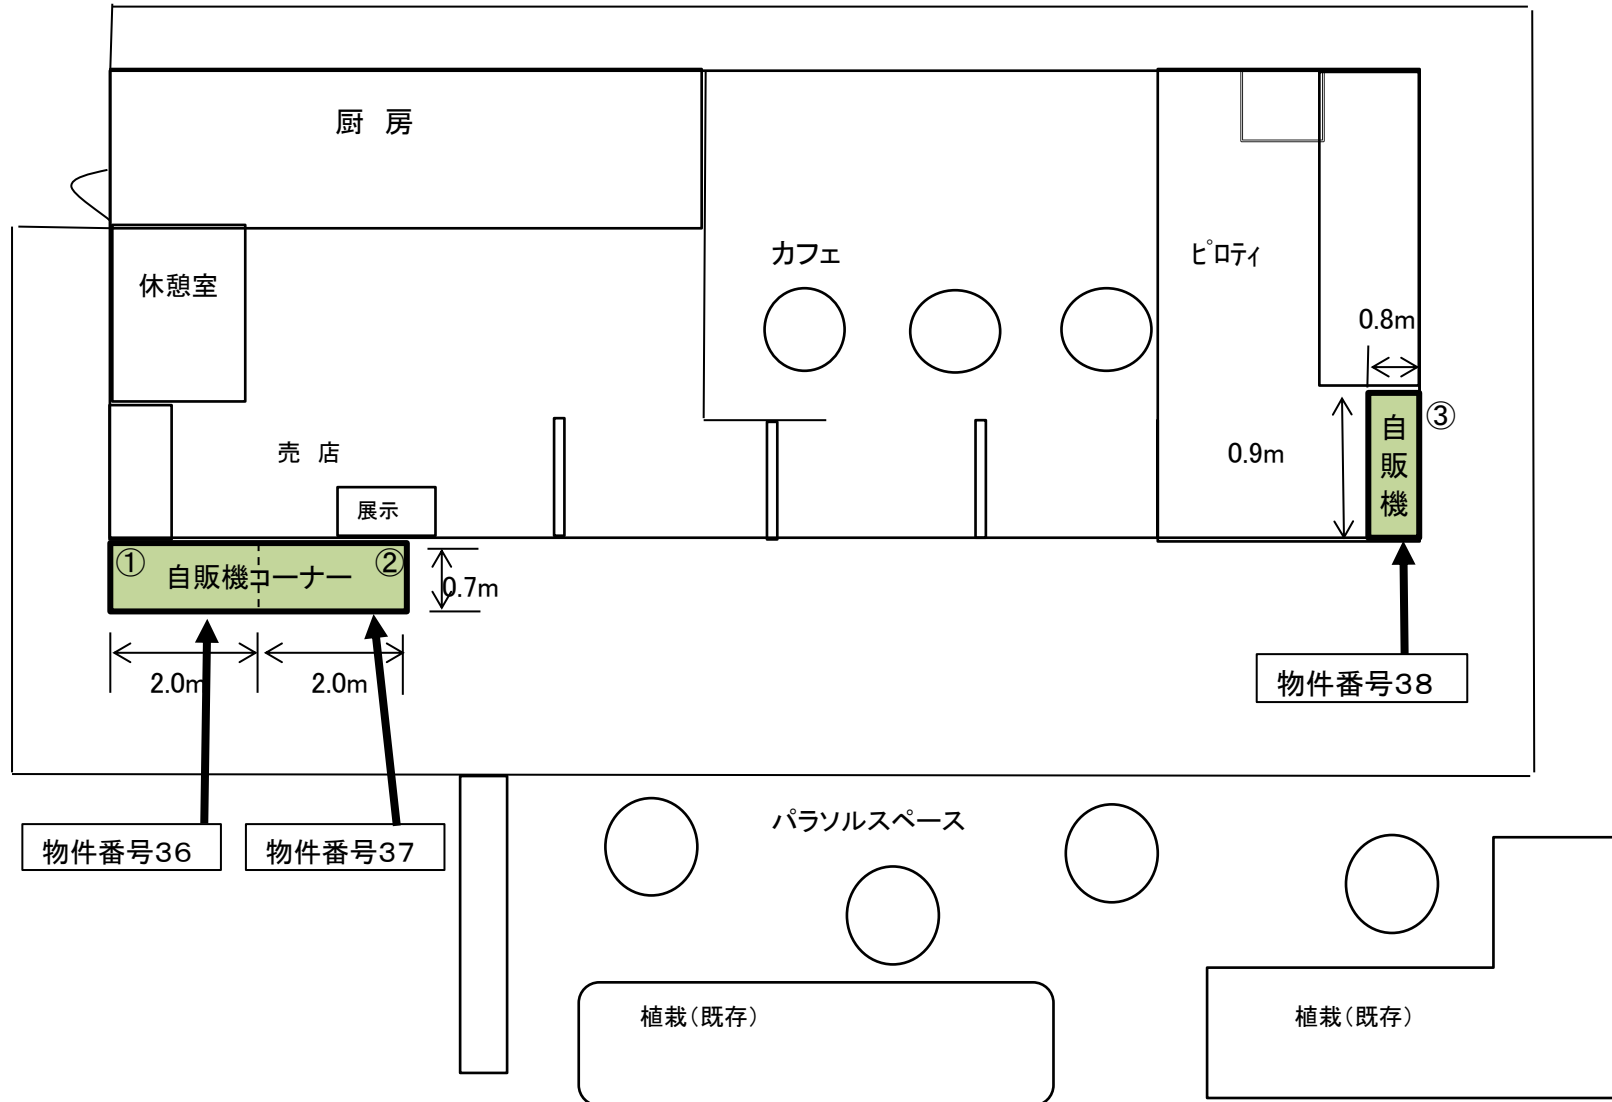 厨 房
カフェ
ピロティ
休憩室
0.8m
③
自販機
0.9m
売 店
展示
① 自販機コーナー ②
0.7m
2.0m
2.0m
物件番号38
物件番号36
物件番号37
パラソルスペース
植栽(既存)
植栽(既存)